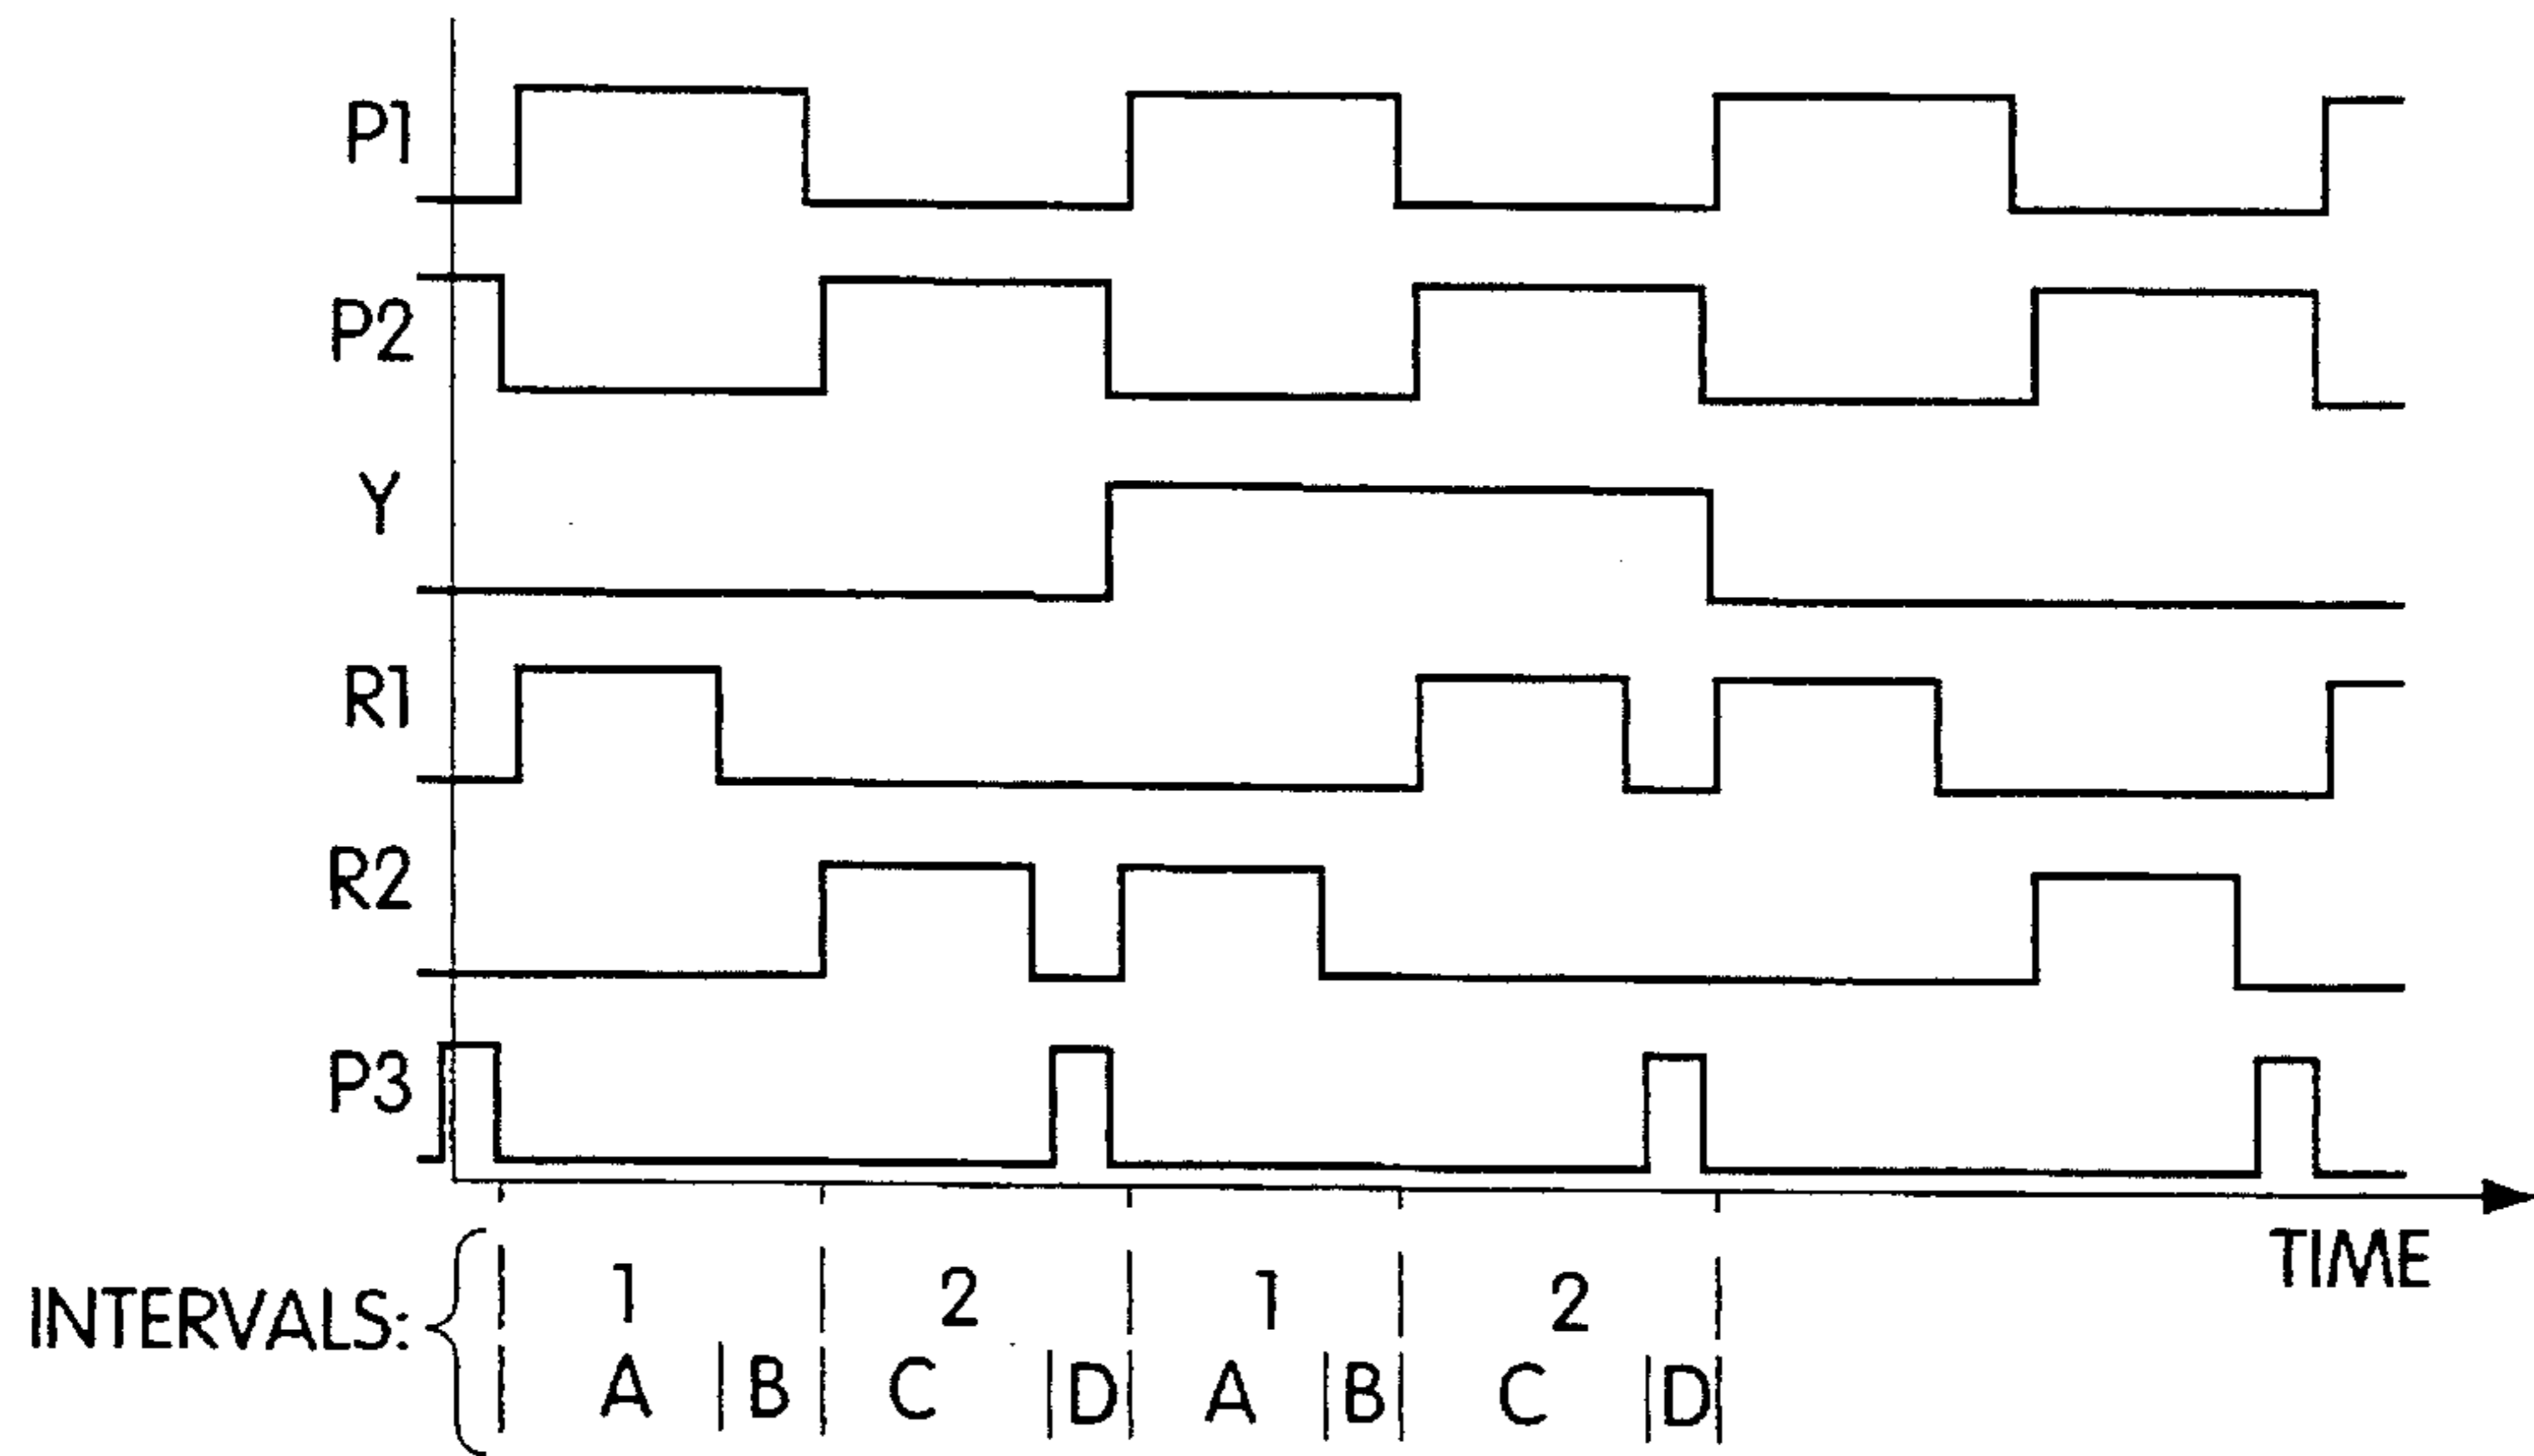 P1
P2
Y
R1
R2
P3
TIME
INTERVALS:
1 2 1 2
A B C D A B C D